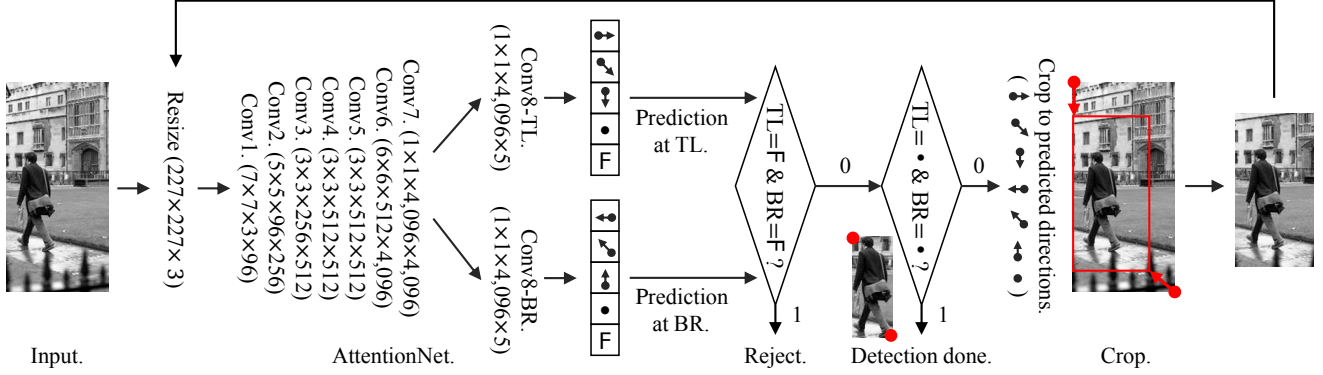 Resize (227×227×3)
Conv1. (7×7×3×96)
Conv2. (5×5×96×256)
Conv3. (3×3×256×512)
Conv4. (3×3×512×512)
Conv5. (3×3×512×512)
Conv6. (6×6×512×4,096)
Conv7. (1×1×4,096×4,096)
Conv8-TL.
(1×1×4,096×5)
F
Prediction
at TL.
Conv8-BR.
(1×1×4,096×5)
F
Prediction
at BR.
TL=F & BR=F ?
0
1
TL= • & BR= • ?
0
1
Crop to predicted directions.
( • )
Input.
AttentionNet.
Reject.
Detection done.
Crop.